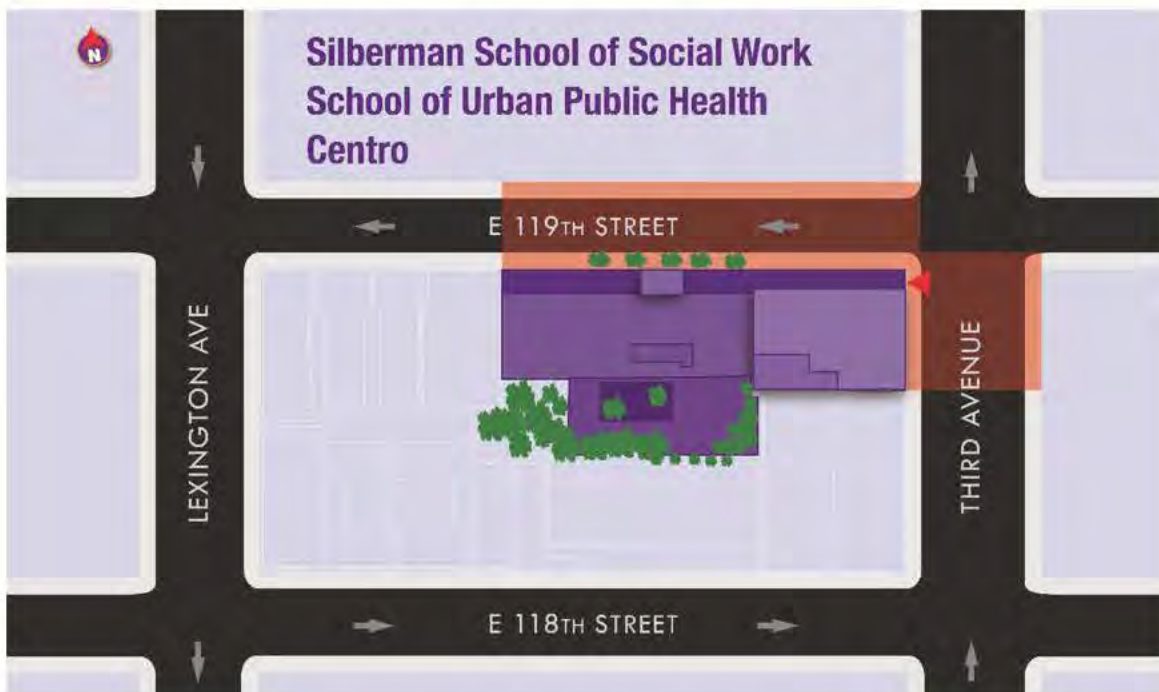 N
Silberman School of Social Work
School of Urban Public Health
Centro
E 119TH STREET
LEXINGTON AVE
THIRD AVENUE
E 118TH STREET